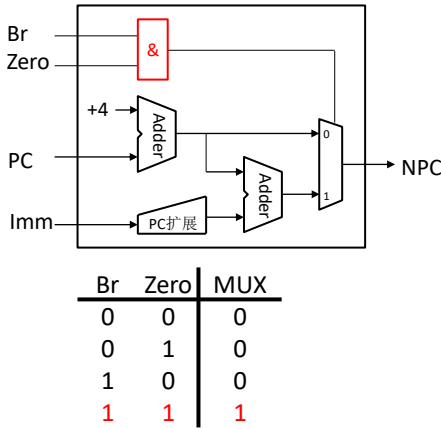 Br
&
Zero
+4
Adder
0
PC
NPC
Adder
1
Imm
PC扩展
Br Zero MUX
0 0 0
0 1 0
1 0 0
1 1 1